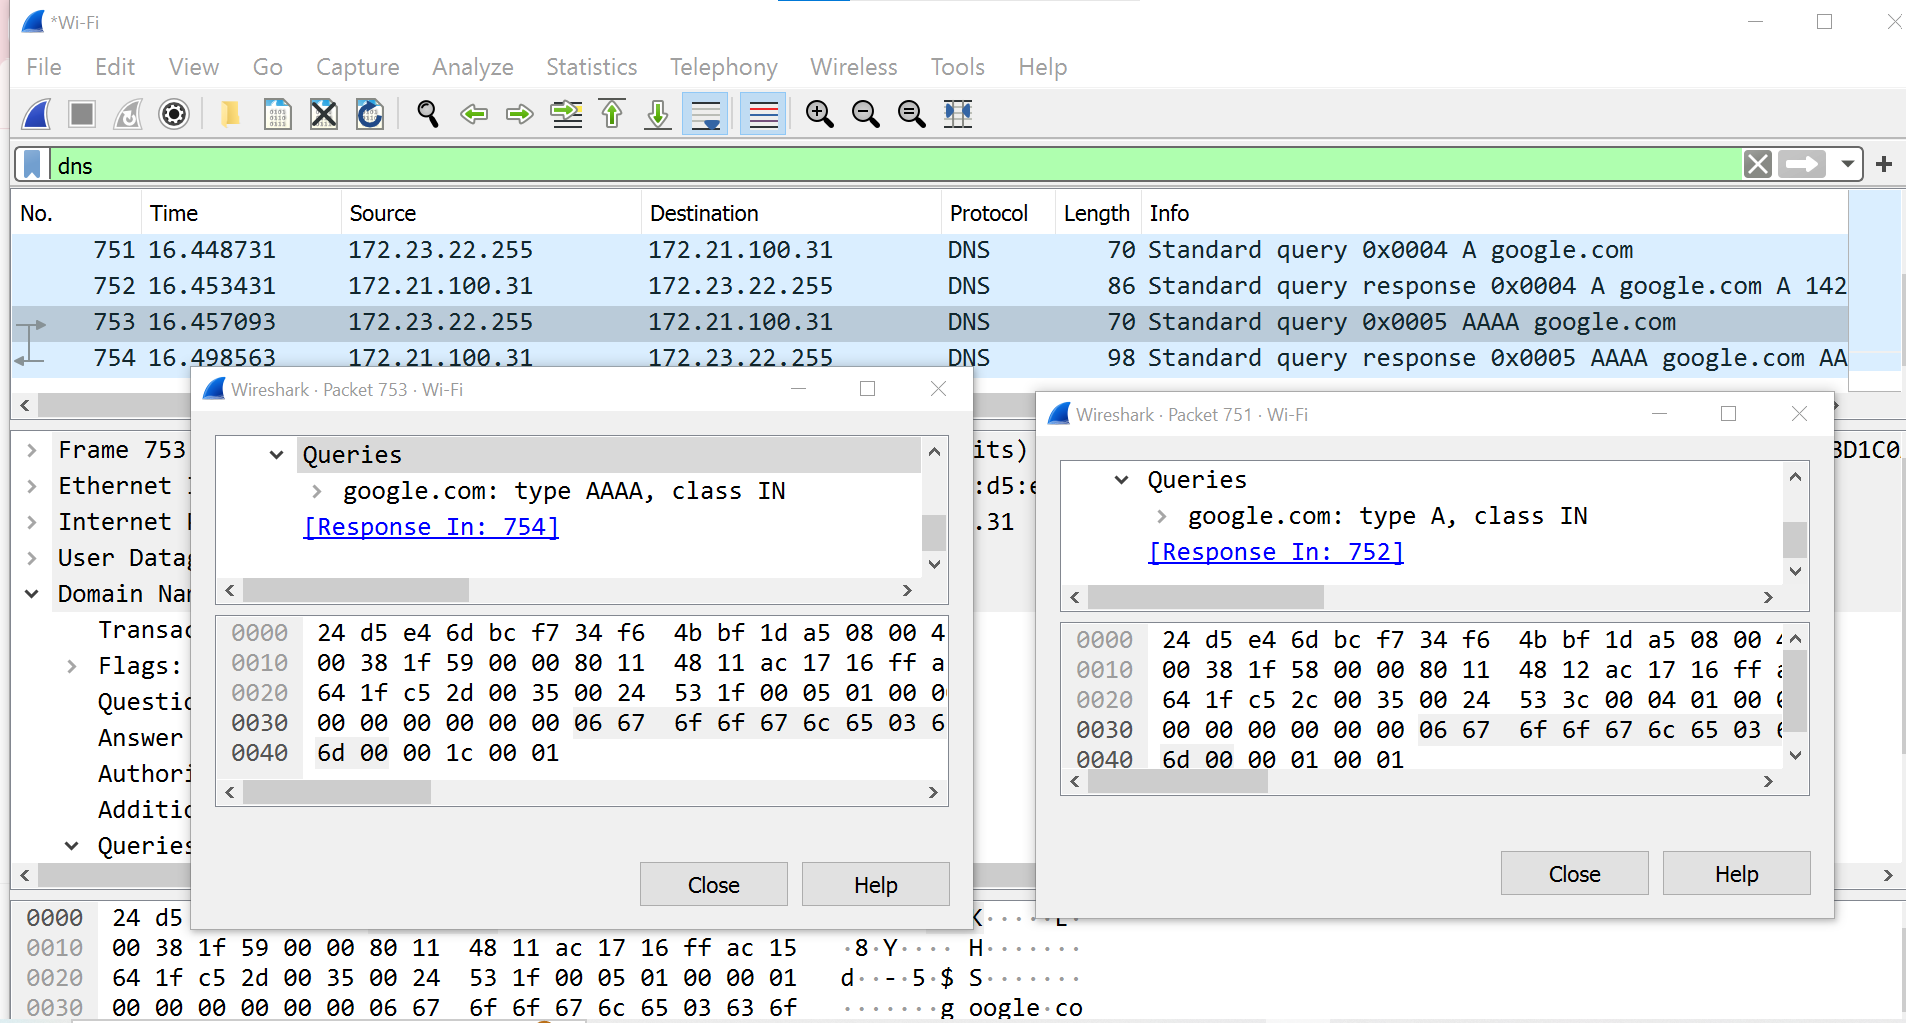 *Wi-Fi
File Edit View Go Capture Analyze Statistics Telephony Wireless Tools Help
dns
No. Time Source Destination Protocol Length Info
751 16.448731 172.23.22.255 172.21.100.31 DNS 70 Standard query 0x0004 A google.com
752 16.453431 172.21.100.31 172.23.22.255 DNS 86 Standard query response 0x0004 A google.com A 142
753 16.457093 172.23.22.255 172.21.100.31 DNS 70 Standard query 0x0005 AAAA google.com
754 16.498563 172.21.100.31 172.23.22.255 DNS 98 Standard query response 0x0005 AAAA google.com AA
Frame 753 its) 3D1C0
Ethernet :d5:e
Internet .31
User Datag
Domain Nam
Transac
Flags:
Questio
Answer
Authori
Additio
Queries
Wireshark · Packet 753 · Wi-Fi
Queries
google.com: type AAAA, class IN
[Response In: 754]
0000 24 d5 e4 6d bc f7 34 f6 4b bf 1d a5 08 00 4
0010 00 38 1f 59 00 00 80 11 48 11 ac 17 16 ff a
0020 64 1f c5 2d 00 35 00 24 53 1f 00 05 01 00 0
0030 00 00 00 00 00 00 06 67 6f 6f 67 6c 65 03 6
0040 6d 00 00 1c 00 01
Close Help
Wireshark · Packet 751 · Wi-Fi
Queries
google.com: type A, class IN
[Response In: 752]
0000 24 d5 e4 6d bc f7 34 f6 4b bf 1d a5 08 00 4
0010 00 38 1f 58 00 00 80 11 48 12 ac 17 16 ff a
0020 64 1f c5 2c 00 35 00 24 53 3c 00 04 01 00 0
0030 00 00 00 00 00 00 06 67 6f 6f 67 6c 65 03 6
0040 6d 00 00 01 00 01
Close Help
0000 24 d5 K·····E·
0010 00 38 1f 59 00 00 80 11 48 11 ac 17 16 ff ac 15 ·8·Y···· H·······
0020 64 1f c5 2d 00 35 00 24 53 1f 00 05 01 00 00 01 d··-·5·$ S·······
0030 00 00 00 00 00 00 06 67 6f 6f 67 6c 65 03 63 6f ·······g oogle·co